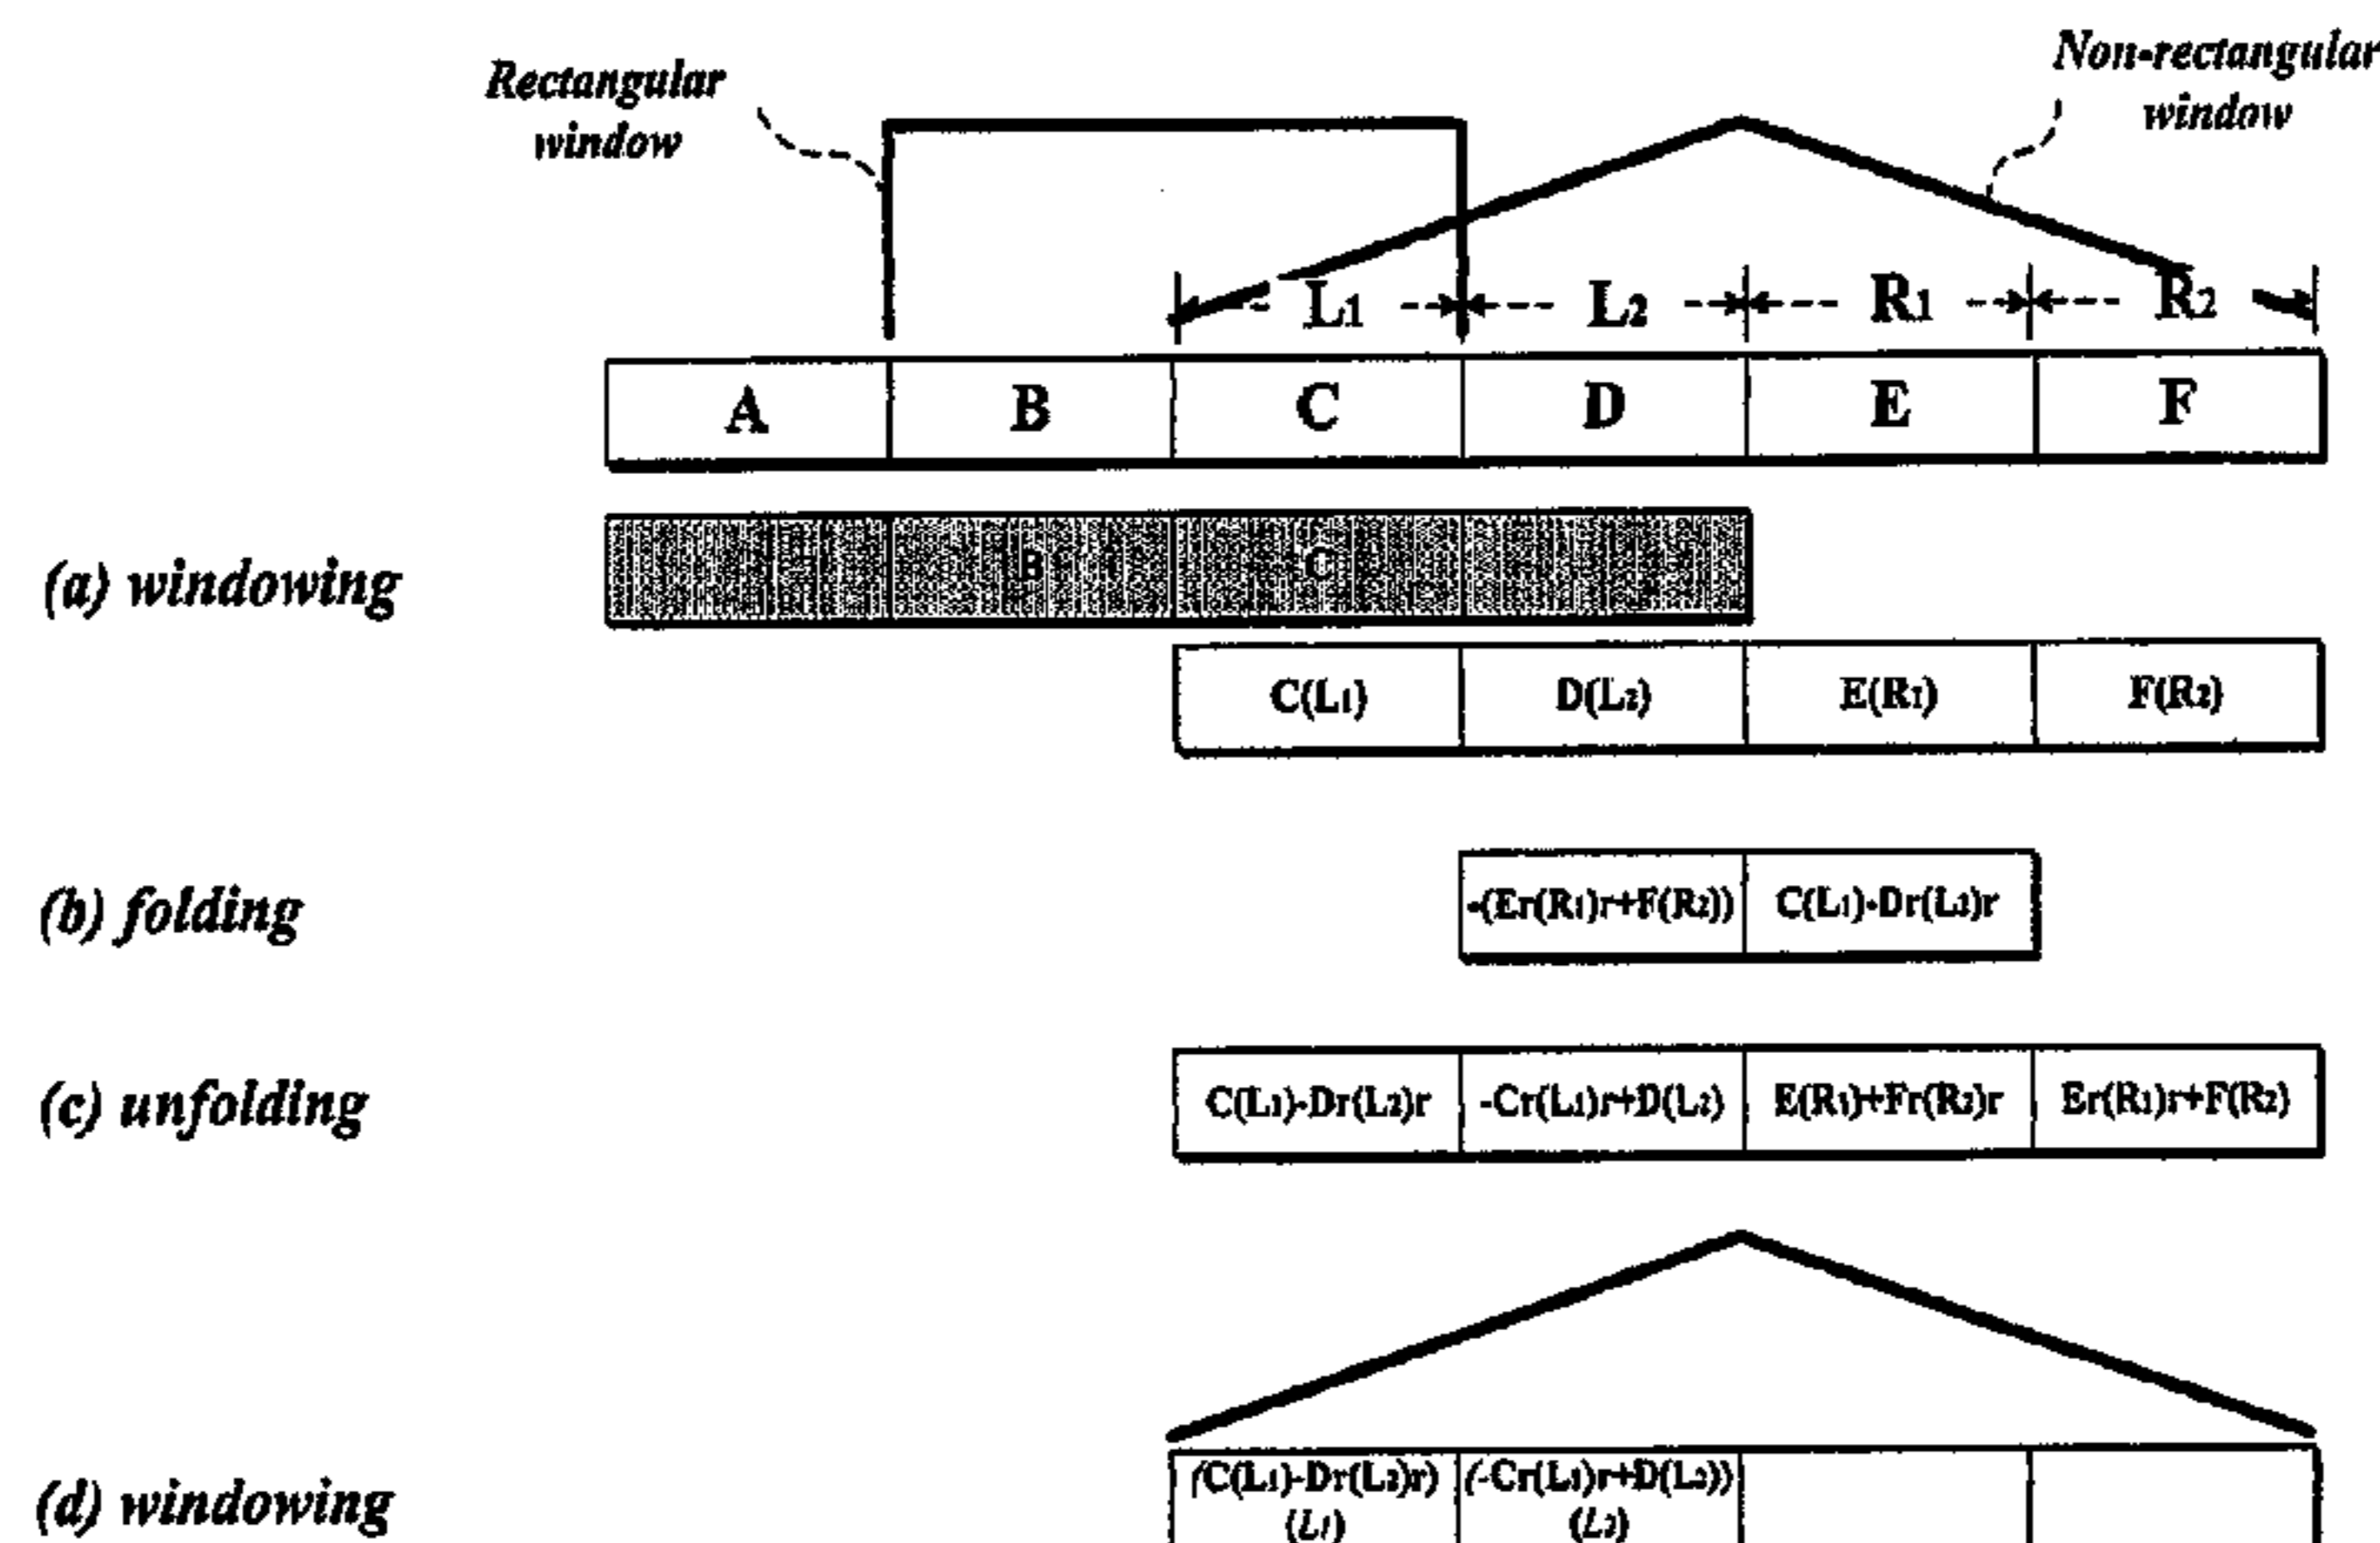 Rectangular
window
Non-rectangular
window
L1 L2 R1 R2
A B C D E F
(a) windowing
B C
C(L1) D(L2) E(R1) F(R2)
(b) folding
-(Er(R1)r+F(R2)) C(L1)-Dr(L2)r
(c) unfolding
C(L1)-Dr(L2)r -Cr(L1)r+D(L2) E(R1)+Fr(R2)r Er(R1)r+F(R2)
(d) windowing
(C(L1)-Dr(L2)r) (-Cr(L1)r+D(L2))
(L1) (L2)